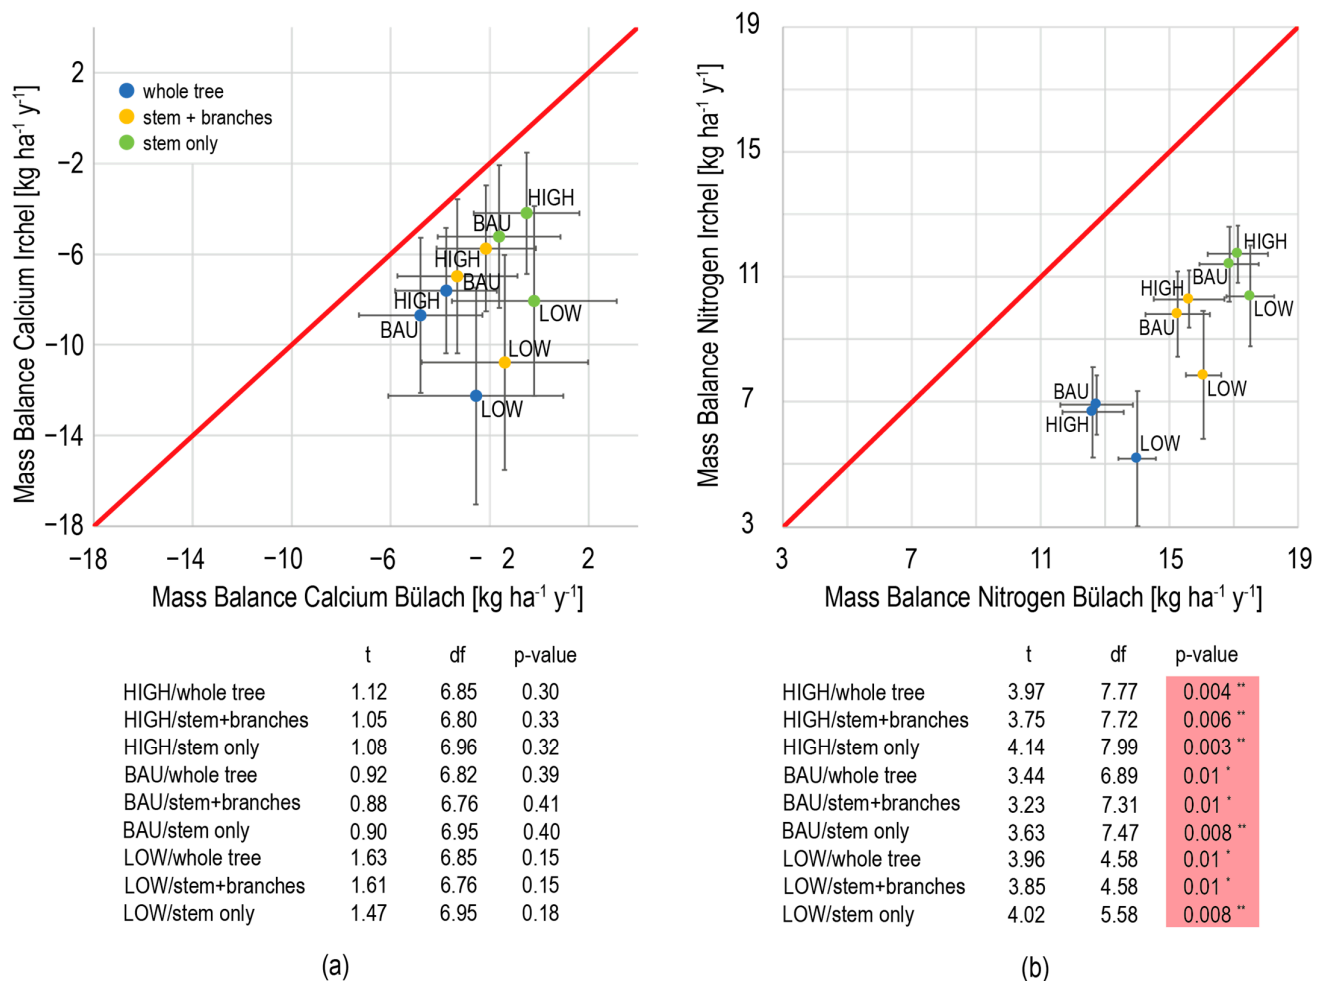 Mass Balance Calcium Irchel [kg ha⁻¹ y⁻¹]
2
−2
−6
−10
−14
−18
whole tree
stem + branches
stem only
HIGH
BAU
HIGH
BAU
HIGH
BAU
LOW
LOW
LOW
−18
−14
−10
−6
− 2
2
Mass Balance Calcium Bülach [kg ha⁻¹ y⁻¹]
t df p-value
HIGH/whole tree 1.12 6.85 0.30
HIGH/stem+branches 1.05 6.80 0.33
HIGH/stem only 1.08 6.96 0.32
BAU/whole tree 0.92 6.82 0.39
BAU/stem+branches 0.88 6.76 0.41
BAU/stem only 0.90 6.95 0.40
LOW/whole tree 1.63 6.85 0.15
LOW/stem+branches 1.61 6.76 0.15
LOW/stem only 1.47 6.95 0.18
(a)
Mass Balance Nitrogen Irchel [kg ha⁻¹ y⁻¹]
19
15
11
7
3
HIGH
BAU
HIGH
LOW
BAU
LOW
BAU
HIGH
LOW
3
7
11
15
19
Mass Balance Nitrogen Bülach [kg ha⁻¹ y⁻¹]
t df p-value
HIGH/whole tree 3.97 7.77 0.004 **
HIGH/stem+branches 3.75 7.72 0.006 **
HIGH/stem only 4.14 7.99 0.003 **
BAU/whole tree 3.44 6.89 0.01 *
BAU/stem+branches 3.23 7.31 0.01 *
BAU/stem only 3.63 7.47 0.008 **
LOW/whole tree 3.96 4.58 0.01 *
LOW/stem+branches 3.85 4.58 0.01 *
LOW/stem only 4.02 5.58 0.008 **
(b)